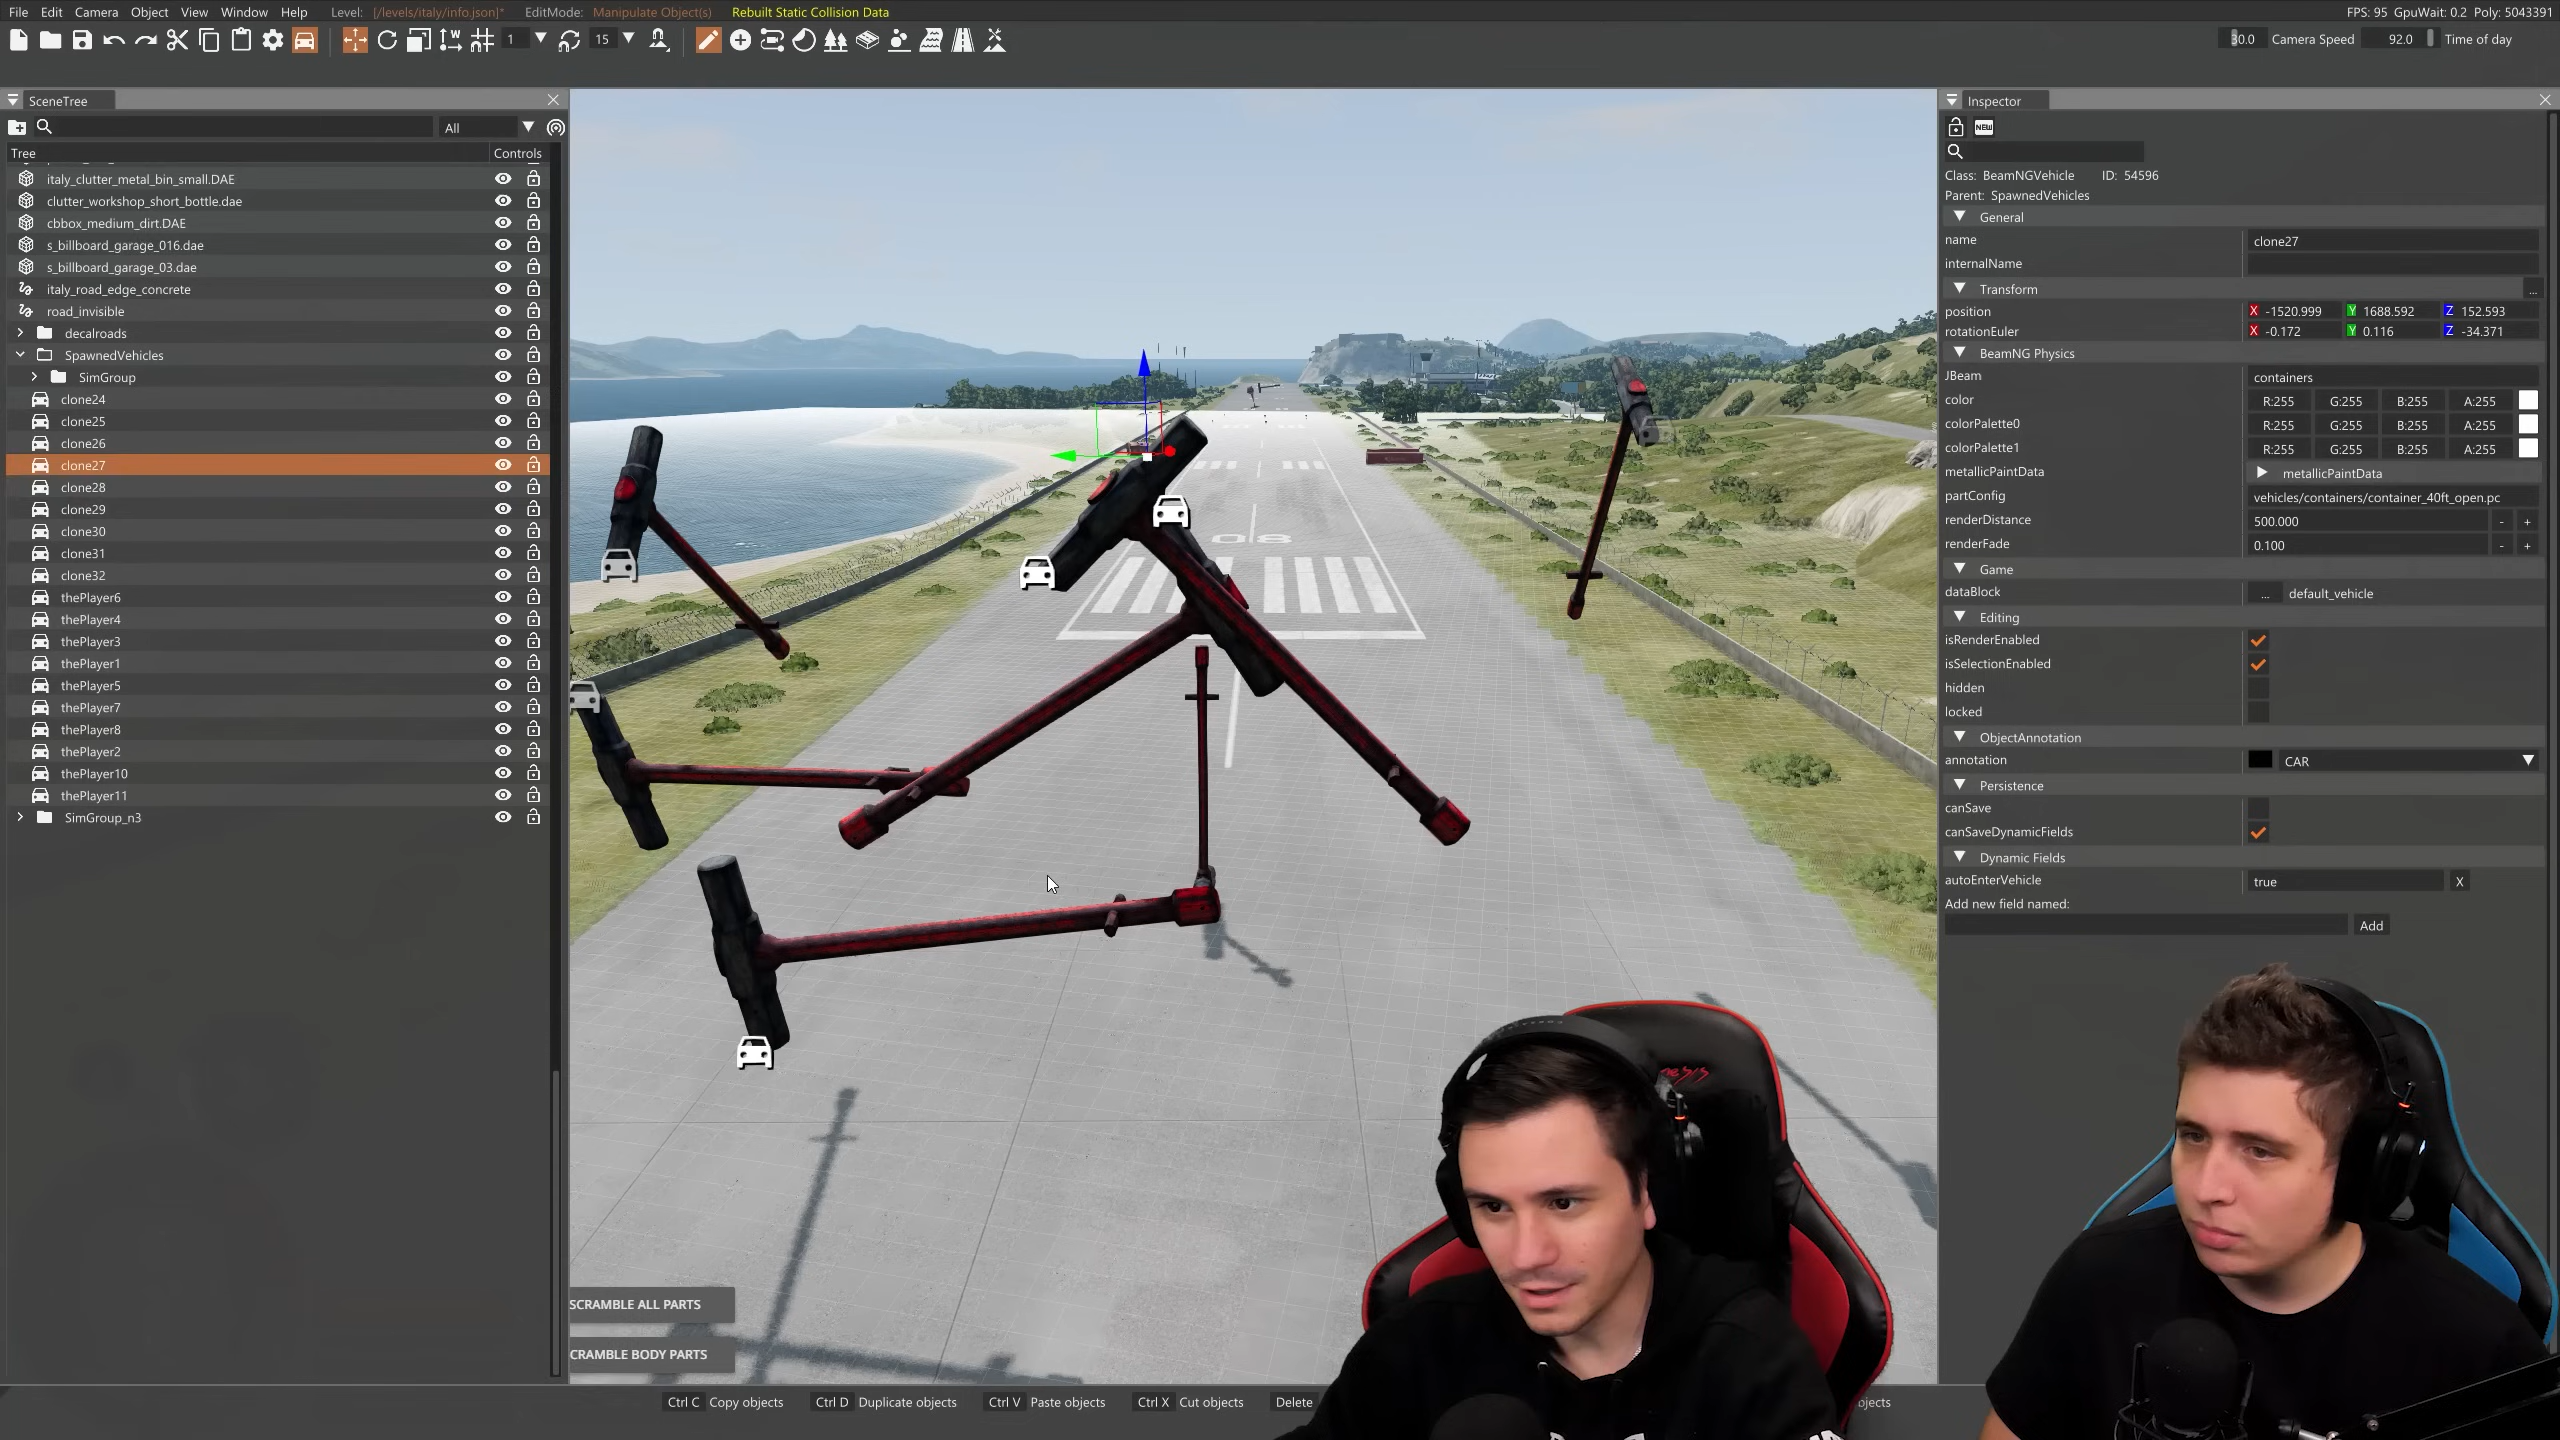 File Edit Camera Object View Window Help Level: [/levels/italy/info.json]* EditMode: Manipulate Object(s) Rebuilt Static Collision Data FPS: 95 GpuWait: 0.2 Poly: 5043391
1 15 30.0 Camera Speed 92.0 Time of day
SceneTree
All
Tree Controls
italy_clutter_metal_bin_small.DAE
clutter_workshop_short_bottle.dae
cbbox_medium_dirt.DAE
s_billboard_garage_016.dae
s_billboard_garage_03.dae
italy_road_edge_concrete
road_invisible
decalroads
SpawnedVehicles
SimGroup
clone24
clone25
clone26
clone27
clone28
clone29
clone30
clone31
clone32
thePlayer6
thePlayer4
thePlayer3
thePlayer1
thePlayer5
thePlayer7
thePlayer8
thePlayer2
thePlayer10
thePlayer11
SimGroup_n3
08
SCRAMBLE ALL PARTS
CRAMBLE BODY PARTS
Ctrl C Copy objects Ctrl D Duplicate objects Ctrl V Paste objects Ctrl X Cut objects Delete
Inspector
NEW
Class: BeamNGVehicle ID: 54596
Parent: SpawnedVehicles
General
name clone27
internalName
Transform ...
position X -1520.999 Y 1688.592 Z 152.593
rotationEuler X -0.172 Y 0.116 Z -34.371
BeamNG Physics
JBeam containers
color R:255 G:255 B:255 A:255
colorPalette0 R:255 G:255 B:255 A:255
colorPalette1 R:255 G:255 B:255 A:255
metallicPaintData metallicPaintData
partConfig vehicles/containers/container_40ft_open.pc
renderDistance 500.000 - +
renderFade 0.100 - +
Game
dataBlock ... default_vehicle
Editing
isRenderEnabled
isSelectionEnabled
hidden
locked
ObjectAnnotation
annotation CAR
Persistence
canSave
canSaveDynamicFields
Dynamic Fields
autoEnterVehicle true X
Add new field named:
Add